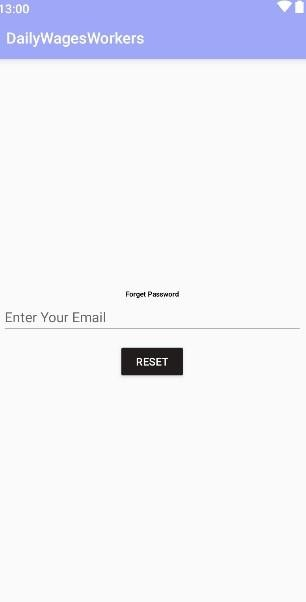 13:00
DailyWagesWorkers
Forget Password
Enter Your Email
RESET